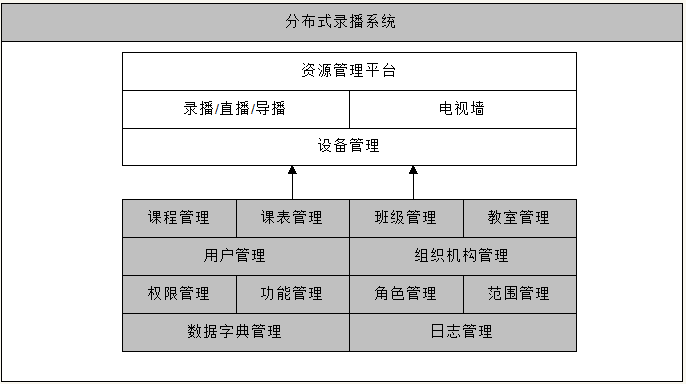 分布式录播系统
资源管理平台
录播/直播/导播 电视墙
设备管理
课程管理 课表管理 班级管理 教室管理
用户管理 组织机构管理
权限管理 功能管理 角色管理 范围管理
数据字典管理 日志管理